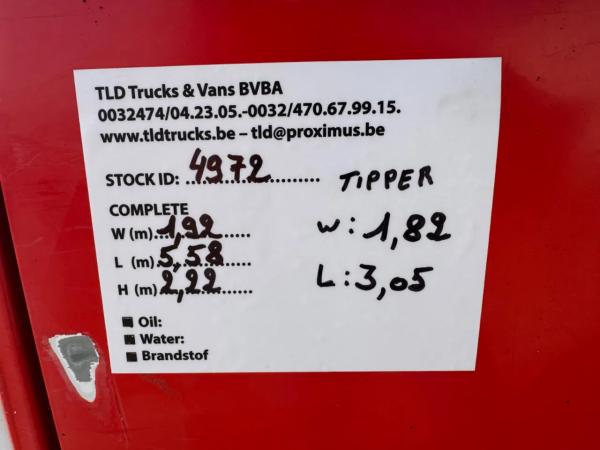 TLD Trucks & Vans BVBA
0032474/04.23.05.-0032/470.67.99.15.
www.tldtrucks.be – tld@proximus.be
STOCK ID: 4972
TIPPER
COMPLETE
W (m) 1,92
W: 1,82
L (m) 5,58
L: 3,05
H (m) 2,22
Oil:
Water:
Brandstof